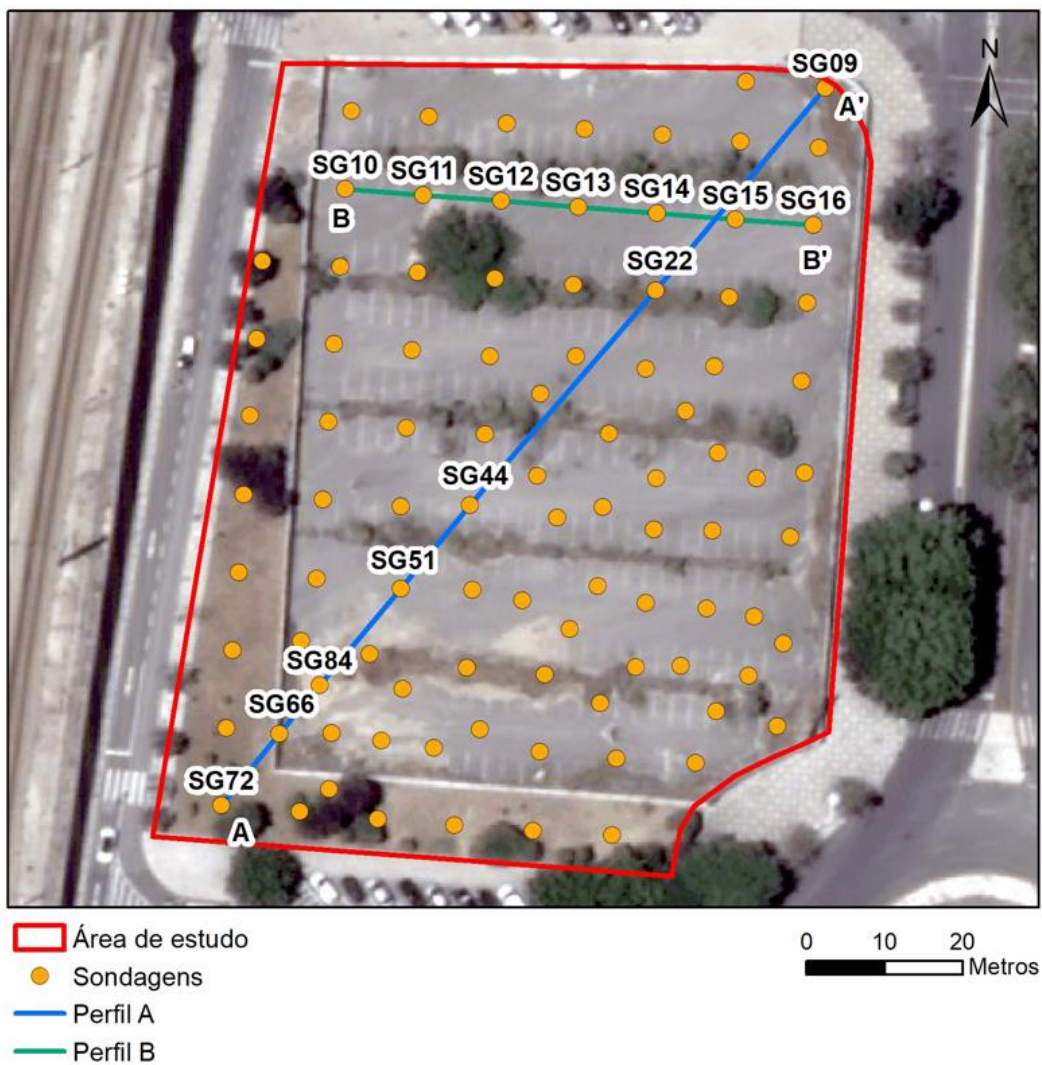 N
SG09
A'
SG10
SG11
SG12
SG13
SG14
SG15
SG16
B
B'
SG22
SG44
SG51
SG84
SG66
SG72
A
Área de estudo
Sondagens
Perfil A
Perfil B
0 10 20
Metros